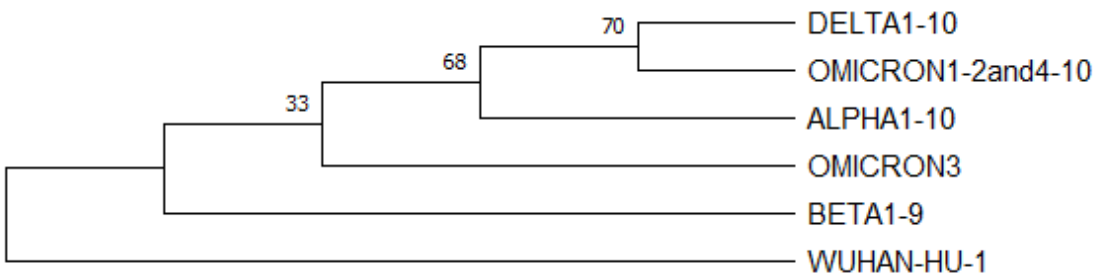 70
DELTA1-10
68
OMICRON1-2and4-10
33
ALPHA1-10
OMICRON3
BETA1-9
WUHAN-HU-1